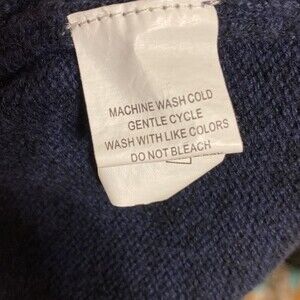 MACHINE WASH COLD
GENTLE CYCLE
WASH WITH LIKE COLORS
DO NOT BLEACH